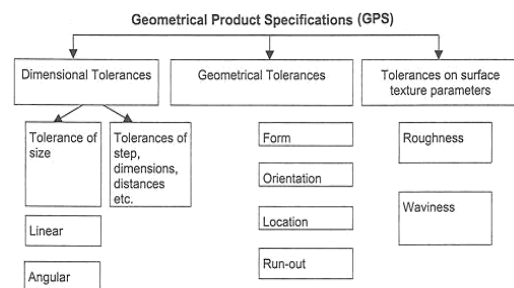 Geometrical Product Specifications (GPS)
Dimensional Tolerances
Geometrical Tolerances
Tolerances on surface
texture parameters
Tolerance of
size
Tolerances of
step,
dimensions,
distances
etc.
Form
Roughness
Orientation
Linear
Location
Waviness
Angular
Run-out